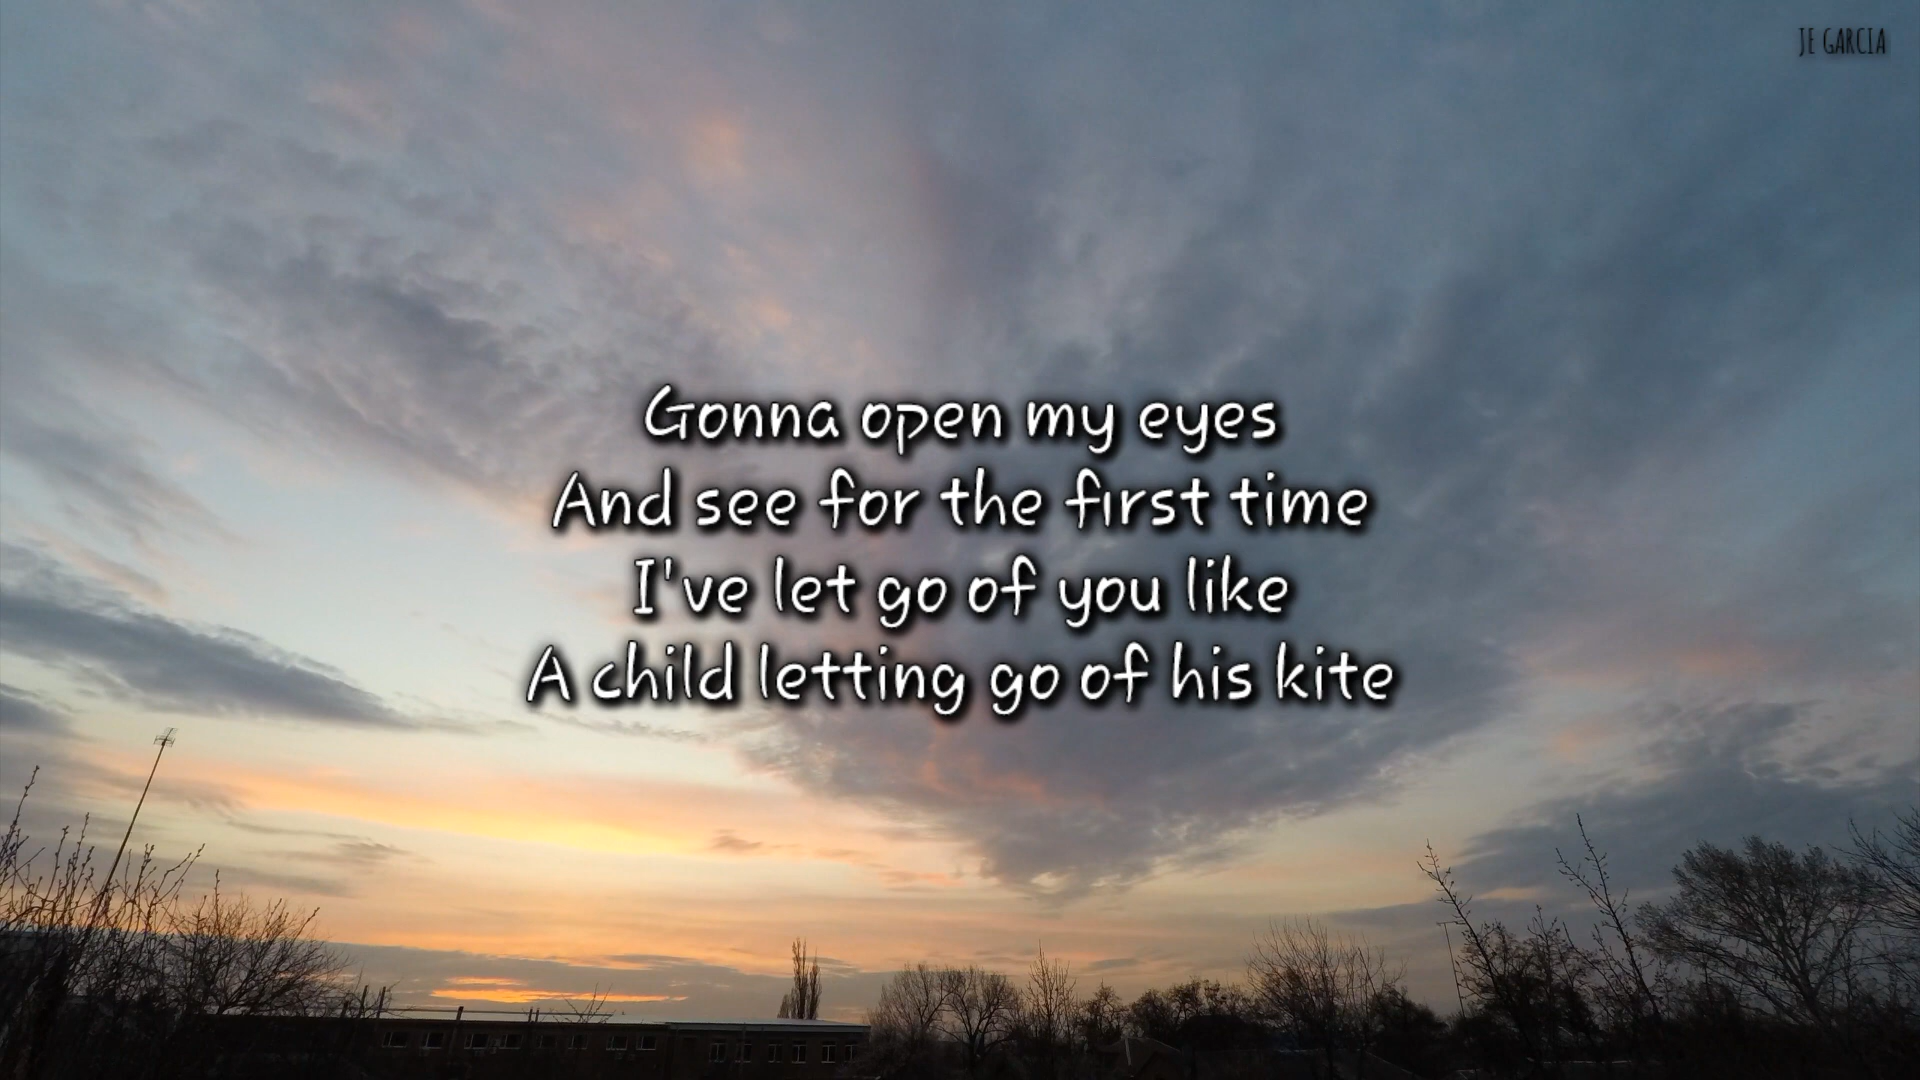 JE GARCIA
Gonna open my eyes
And see for the first time
I've let go of you like
A child letting go of his kite